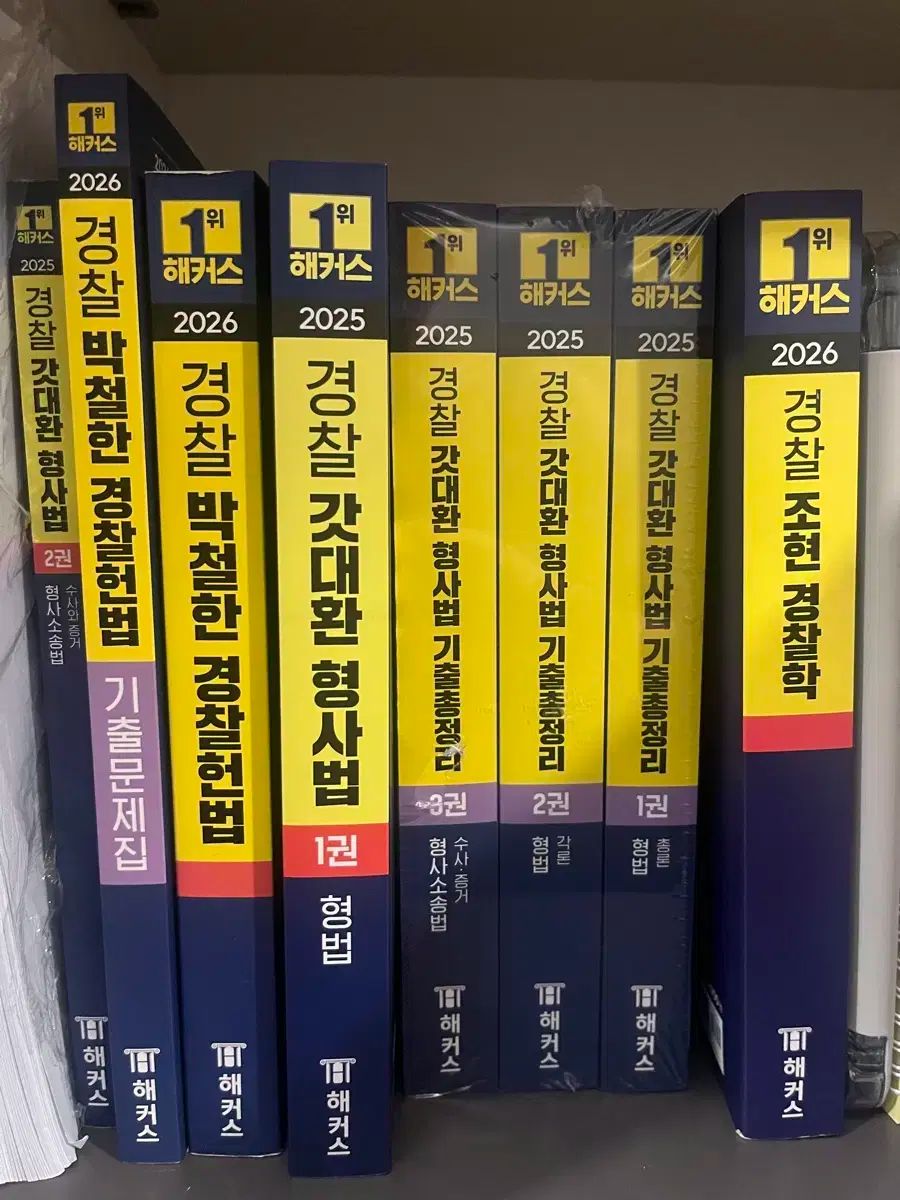 1위
해커스
2025
경찰 갓대환 형사법
2권
수사와 증거
형사소송법
해커스
1위
해커스
2026
경찰 박철한 경찰헌법
기출문제집
해커스
1위
해커스
2026
경찰 박철한 경찰헌법
해커스
1위
해커스
2025
경찰 갓대환 형사법
1권
형법
해커스
1위
해커스
2025
경찰 갓대환 형사법 기출총정리
3권
수사·증거
형사소송법
해커스
1위
해커스
2025
경찰 갓대환 형사법 기출총정리
2권
각론
형법
해커스
1위
해커스
2025
경찰 갓대환 형사법 기출총정리
1권
총론
형법
해커스
1위
해커스
2026
경찰 조현 경찰학
해커스